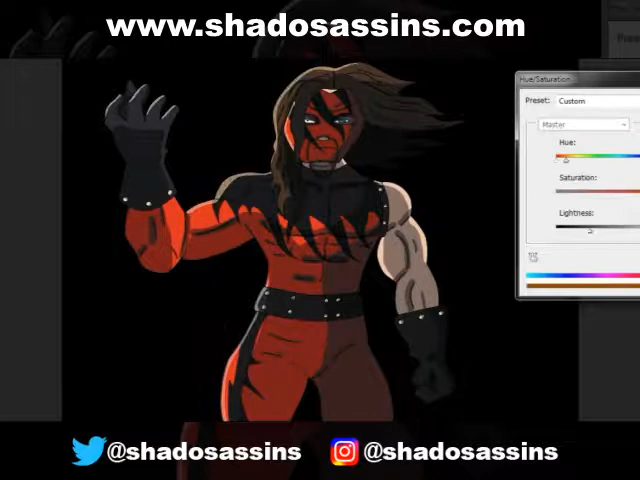 www.shadosassins.com
Hue/Saturation
Preset: Custom
Master
Hue:
Saturation:
Lightness:
@shadosassins @shadosassins